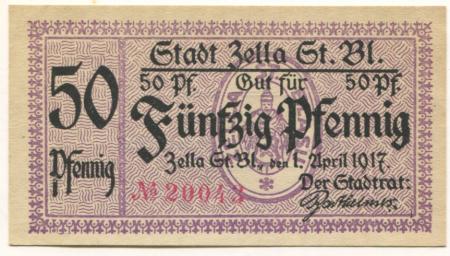 Stadt Zella St. Bl.
50 Pf. Gut für 50 Pf.
50 Pfennig
Fünfzig Pfennig
Zella St. Bl., den 1. April 1917.
Der Stadtrat:
№ 20043